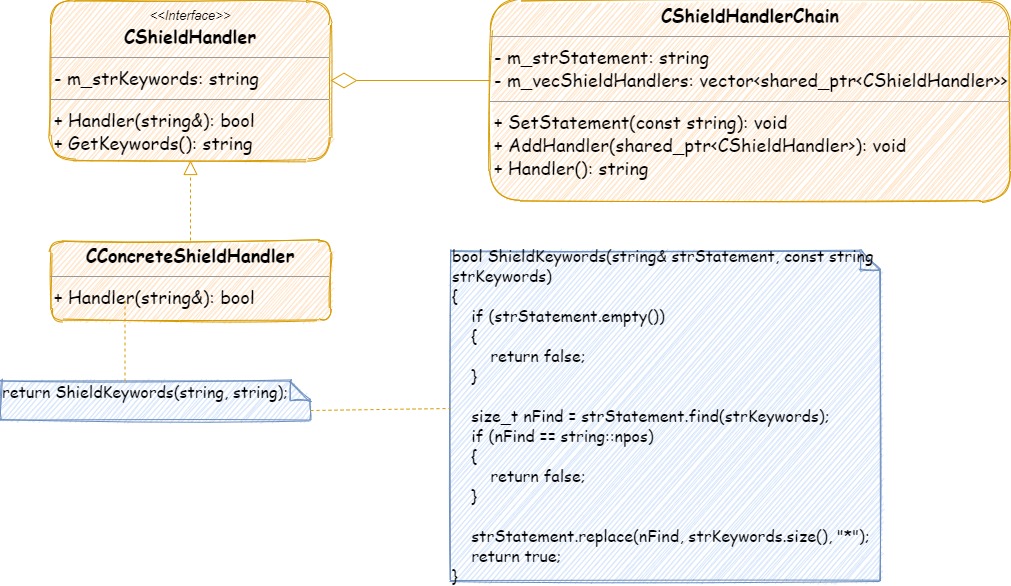 <<Interface>>
CShieldHandler
- m_strKeywords: string
+ Handler(string&): bool
+ GetKeywords(): string
CShieldHandlerChain
- m_strStatement: string
- m_vecShieldHandlers: vector<shared_ptr<CShieldHandler>>
+ SetStatement(const string): void
+ AddHandler(shared_ptr<CShieldHandler>): void
+ Handler(): string
CConcreteShieldHandler
+ Handler(string&): bool
return ShieldKeywords(string, string);
bool ShieldKeywords(string& strStatement, const string
strKeywords)
{
    if (strStatement.empty())
    {
        return false;
    }

    size_t nFind = strStatement.find(strKeywords);
    if (nFind == string::npos)
    {
        return false;
    }

    strStatement.replace(nFind, strKeywords.size(), "*");
    return true;
}